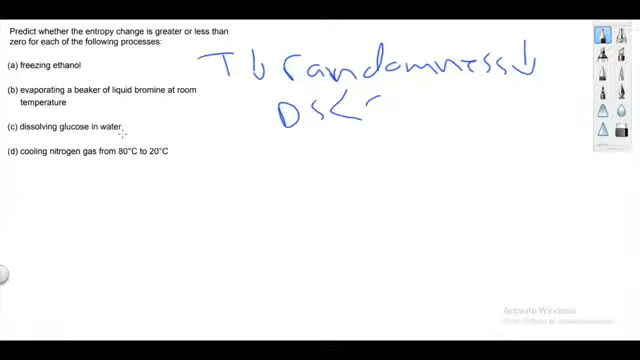 Predict whether the entropy change is greater or less than
zero for each of the following processes:
(a) freezing ethanol
(b) evaporating a beaker of liquid bromine at room
temperature
(c) dissolving glucose in water
(d) cooling nitrogen gas from 80°C to 20°C
T↓ randomness↓
DS<
Activate Windows